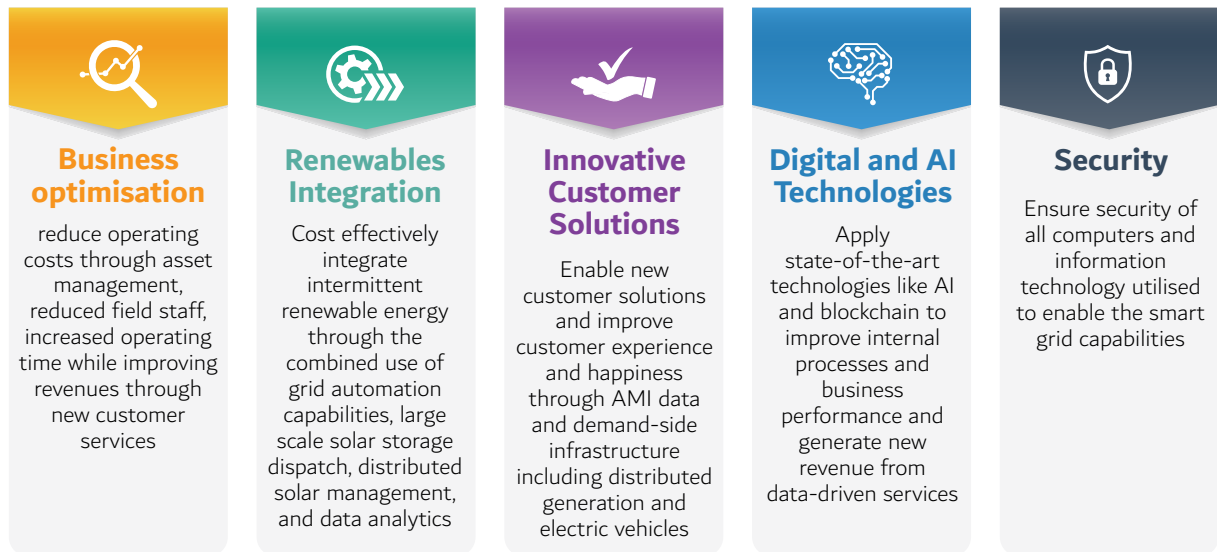 Business
optimisation
reduce operating
costs through asset
management,
reduced field staff,
increased operating
time while improving
revenues through
new customer
services
Renewables
Integration
Cost effectively
integrate
intermittent
renewable energy
through the
combined use of
grid automation
capabilities, large
scale solar storage
dispatch, distributed
solar management,
and data analytics
Innovative
Customer
Solutions
Enable new
customer solutions
and improve
customer experience
and happiness
through AMI data
and demand-side
infrastructure
including distributed
generation and
electric vehicles
Digital and AI
Technologies
Apply
state-of-the-art
technologies like AI
and blockchain to
improve internal
processes and
business
performance and
generate new
revenue from
data-driven services
Security
Ensure security of
all computers and
information
technology utilised
to enable the smart
grid capabilities